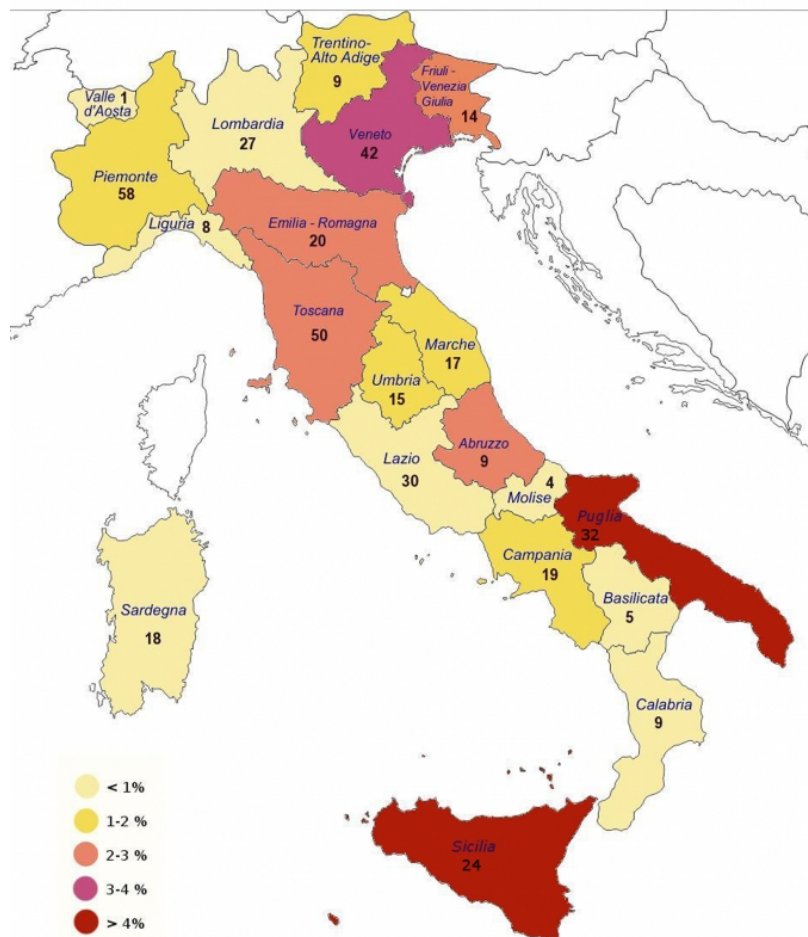 Trentino-
Alto Adige
9
Friuli -
Venezia
Giulia
14
Valle 1
d'Aosta
Lombardia
27
Veneto
42
Piemonte
58
Liguria 8
Emilia - Romagna
20
Toscana
50
Marche
17
Umbria
15
Abruzzo
9
Lazio
30
4
Molise
Puglia
32
Campania
19
Basilicata
5
Sardegna
18
Calabria
9
Sicilia
24
< 1%
1-2 %
2-3 %
3-4 %
> 4%